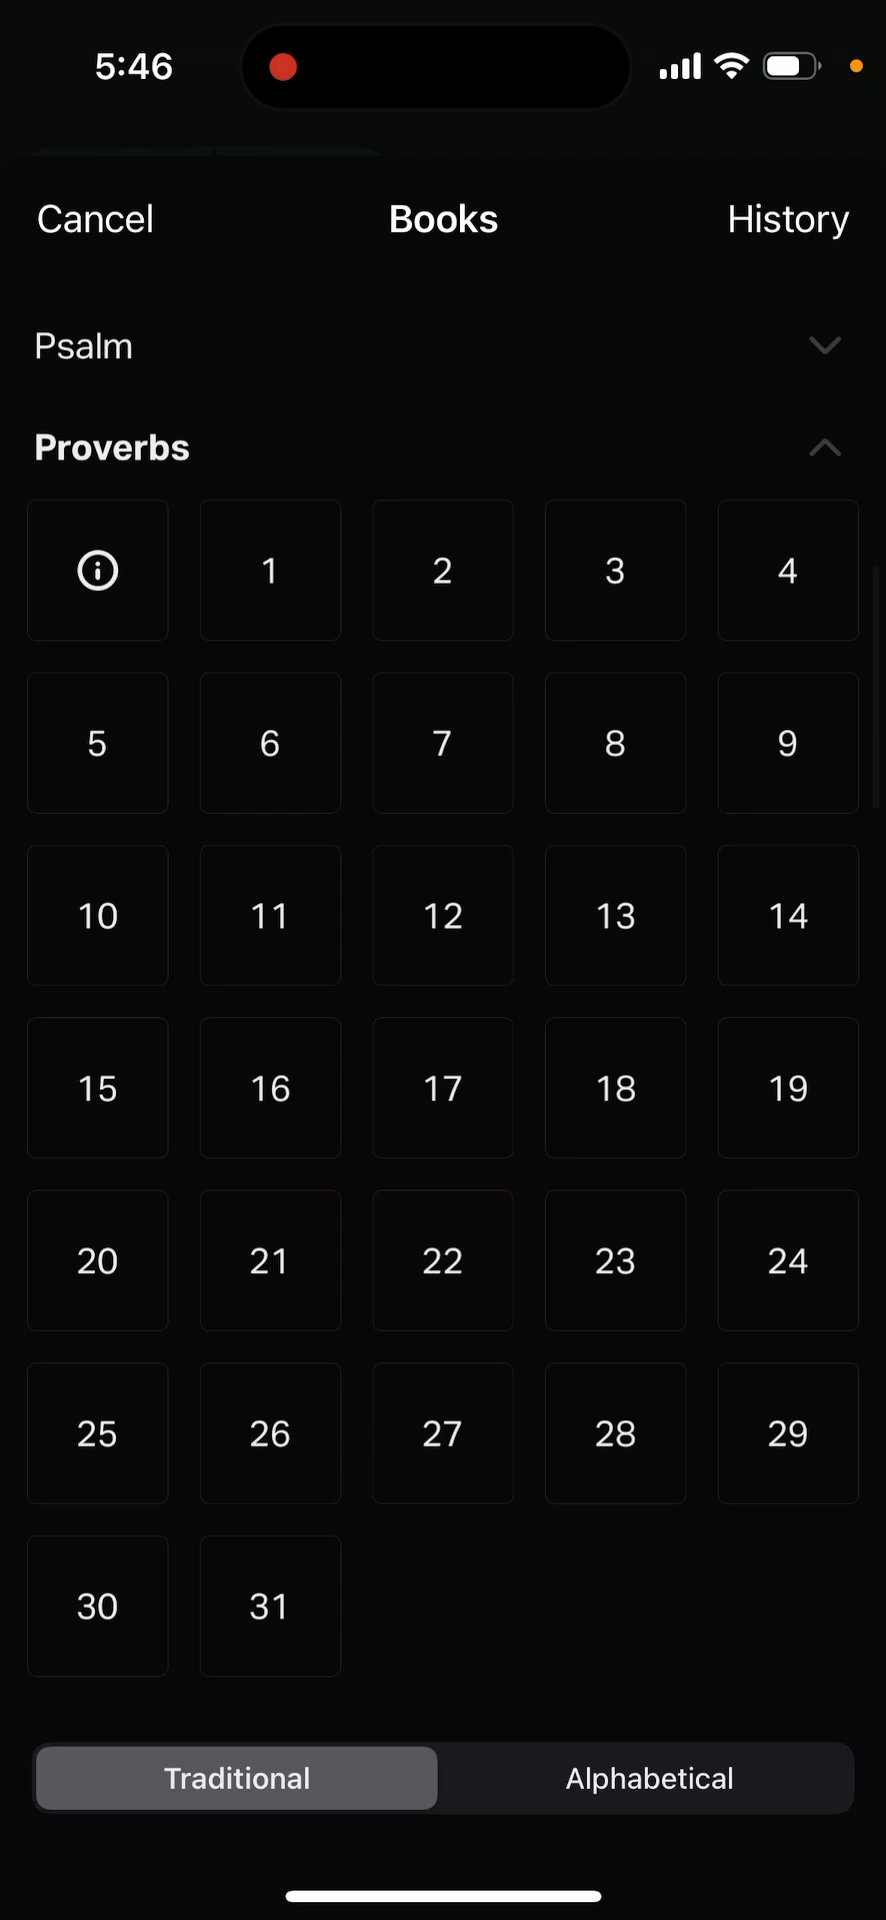 5:46
Cancel Books History
Psalm
Proverbs
1 2 3 4
5 6 7 8 9
10 11 12 13 14
15 16 17 18 19
20 21 22 23 24
25 26 27 28 29
30 31
Traditional Alphabetical